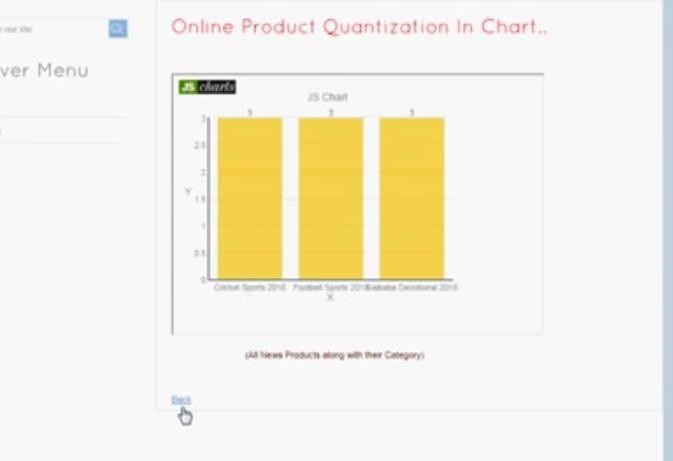 our site
Online Product Quantization In Chart..
ver Menu
JS charts
JS Chart
3 3 3
3
2.5
2
Y
1.5
1
0.5
0
Cricket Sports 2018 Football Sports 2018 Saibaba Devotional 2018
X
(All News Products along with their Category)
Back